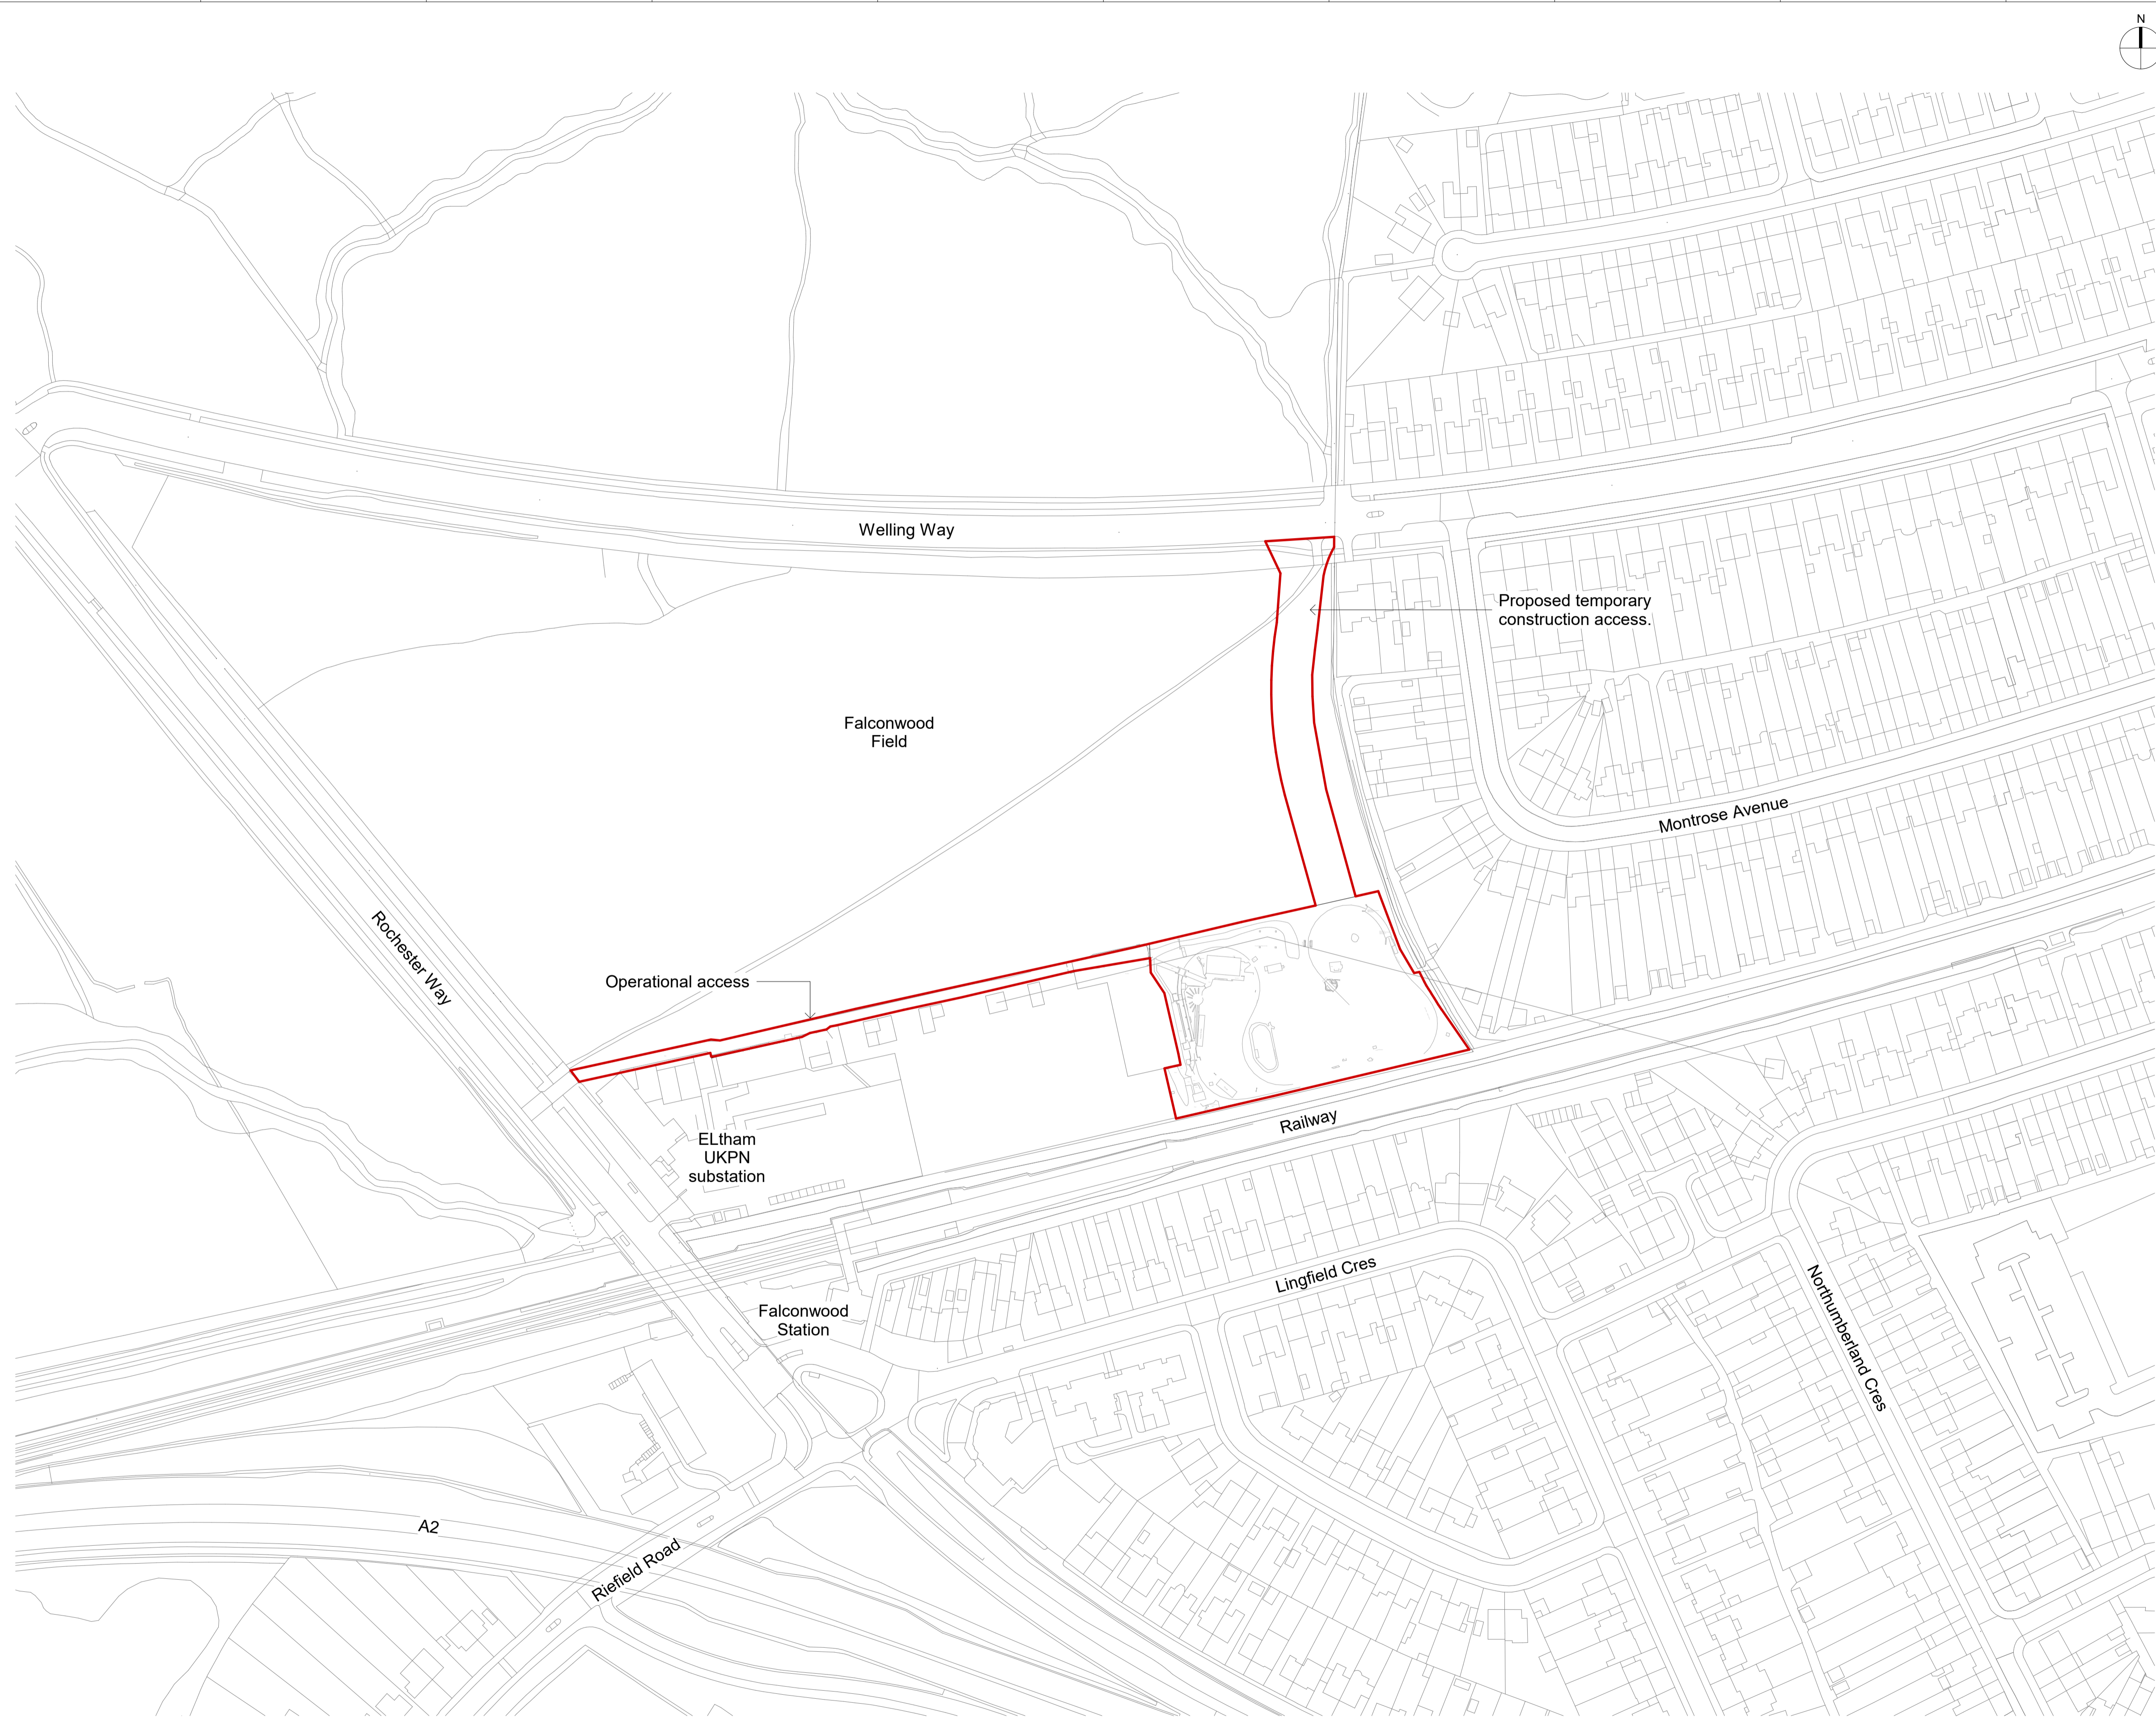 N
Welling Way
Proposed temporary
construction access.
Falconwood
Field
Montrose Avenue
Rochester Way
Operational access
ELtham
UKPN
substation
Railway
Lingfield Cres
Falconwood
Station
Northumberland Cres
A2
Riefield Road